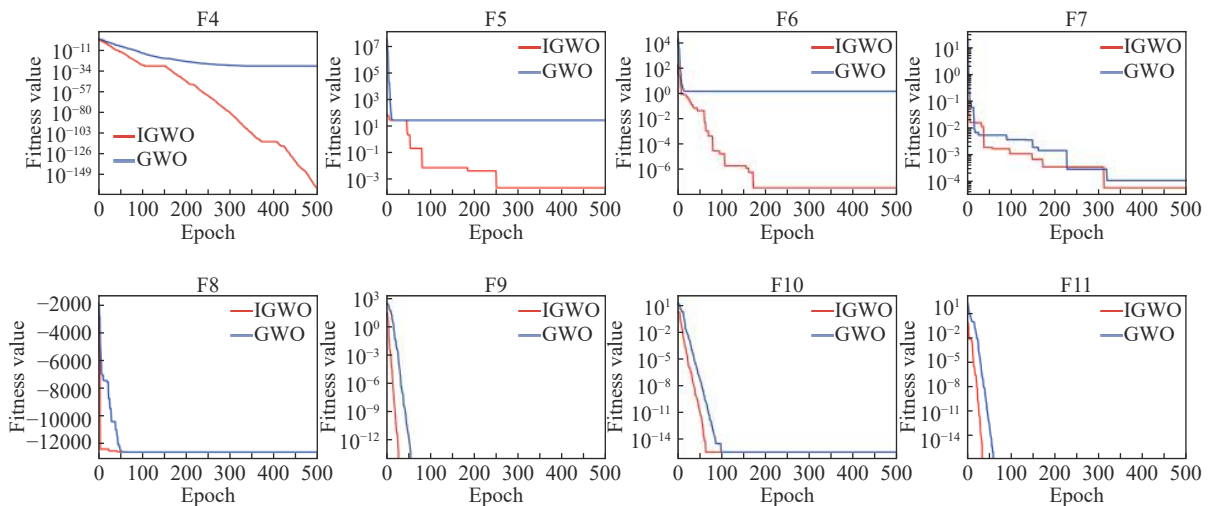 F4
Fitness value
10^−11
10^−34
10^−57
10^−80
10^−103
10^−126
10^−149
IGWO
GWO
0 100 200 300 400 500
Epoch
F5
Fitness value
10^7
10^5
10^3
10^1
10^−1
10^−3
IGWO
GWO
0 100 200 300 400 500
Epoch
F6
Fitness value
10^4
10^2
10^0
10^−2
10^−4
10^−6
IGWO
GWO
0 100 200 300 400 500
Epoch
F7
Fitness value
10^1
10^0
10^−1
10^−2
10^−3
10^−4
IGWO
GWO
0 100 200 300 400 500
Epoch
F8
Fitness value
−2000
−4000
−6000
−8000
−10000
−12000
IGWO
GWO
0 100 200 300 400 500
Epoch
F9
Fitness value
10^3
10^0
10^−3
10^−6
10^−9
10^−12
IGWO
GWO
0 100 200 300 400 500
Epoch
F10
Fitness value
10^1
10^−2
10^−5
10^−8
10^−11
10^−14
IGWO
GWO
0 100 200 300 400 500
Epoch
F11
Fitness value
10^1
10^−2
10^−5
10^−8
10^−11
10^−14
IGWO
GWO
0 100 200 300 400 500
Epoch